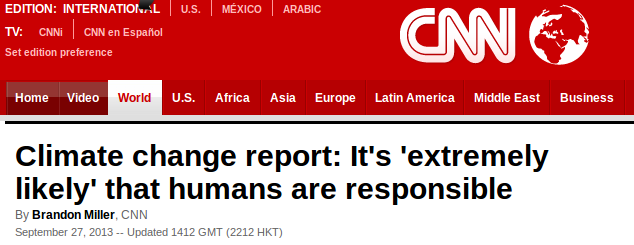 EDITION: INTERNATIONAL U.S. MÉXICO ARABIC
TV: CNNi CNN en Español
Set edition preference
CNN
Home Video World U.S. Africa Asia Europe Latin America Middle East Business
Climate change report: It's 'extremely
likely' that humans are responsible
By Brandon Miller, CNN
September 27, 2013 -- Updated 1412 GMT (2212 HKT)